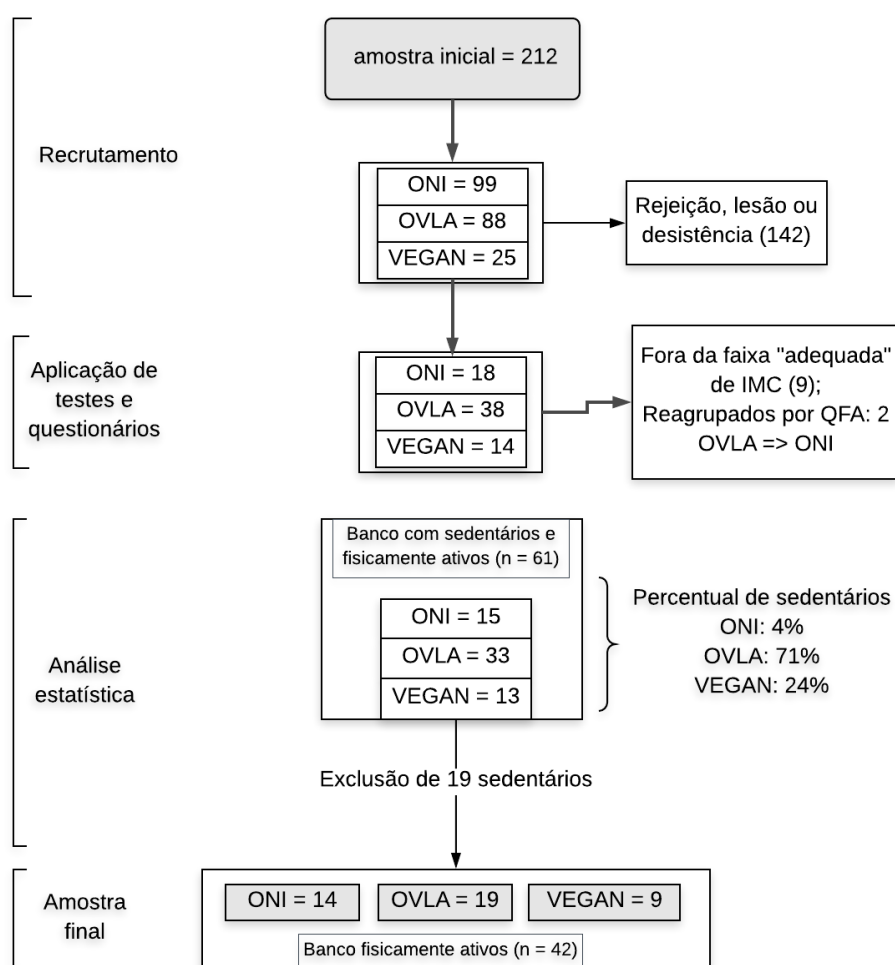 amostra inicial = 212
Recrutamento
ONI = 99
OVLA = 88
VEGAN = 25
Rejeição, lesão ou
desistência (142)
Aplicação de
testes e
questionários
ONI = 18
OVLA = 38
VEGAN = 14
Fora da faixa "adequada"
de IMC (9);
Reagrupados por QFA: 2
OVLA => ONI
Análise
estatística
Banco com sedentários e
fisicamente ativos (n = 61)
ONI = 15
OVLA = 33
VEGAN = 13
Percentual de sedentários
ONI: 4%
OVLA: 71%
VEGAN: 24%
Exclusão de 19 sedentários
Amostra
final
ONI = 14
OVLA = 19
VEGAN = 9
Banco fisicamente ativos (n = 42)